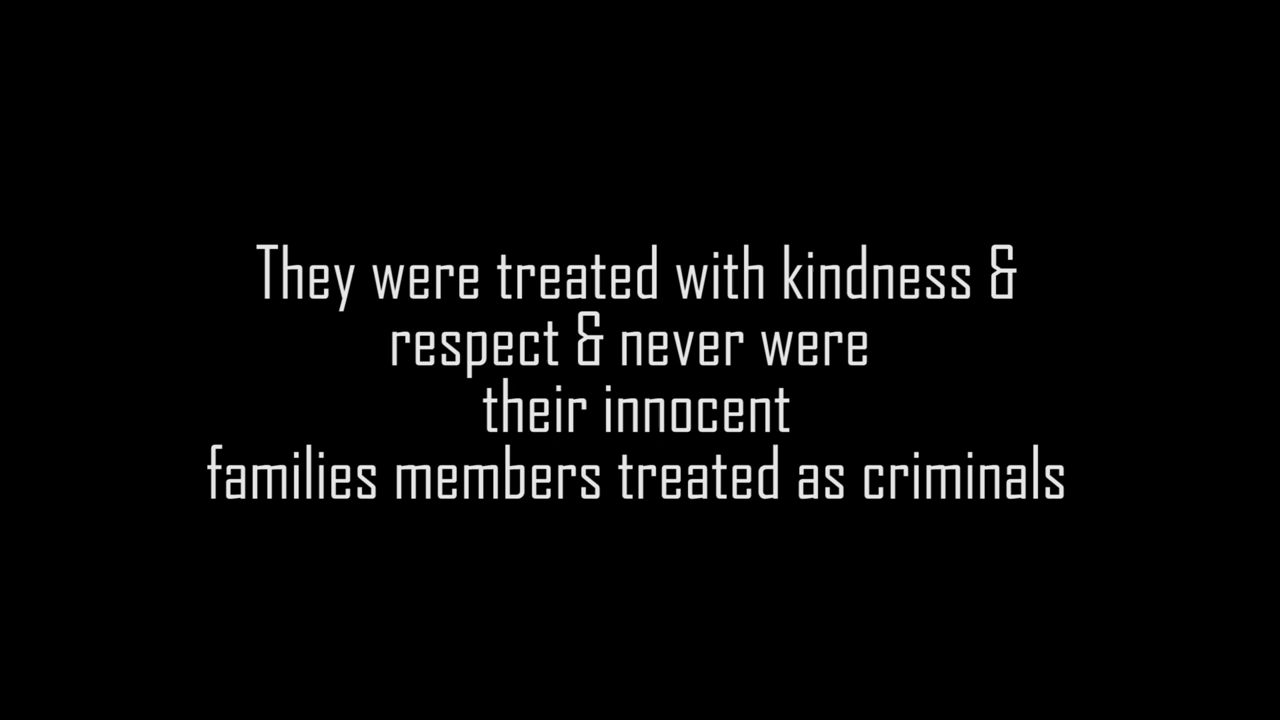 They were treated with kindness &
respect & never were
their innocent
families members treated as criminals